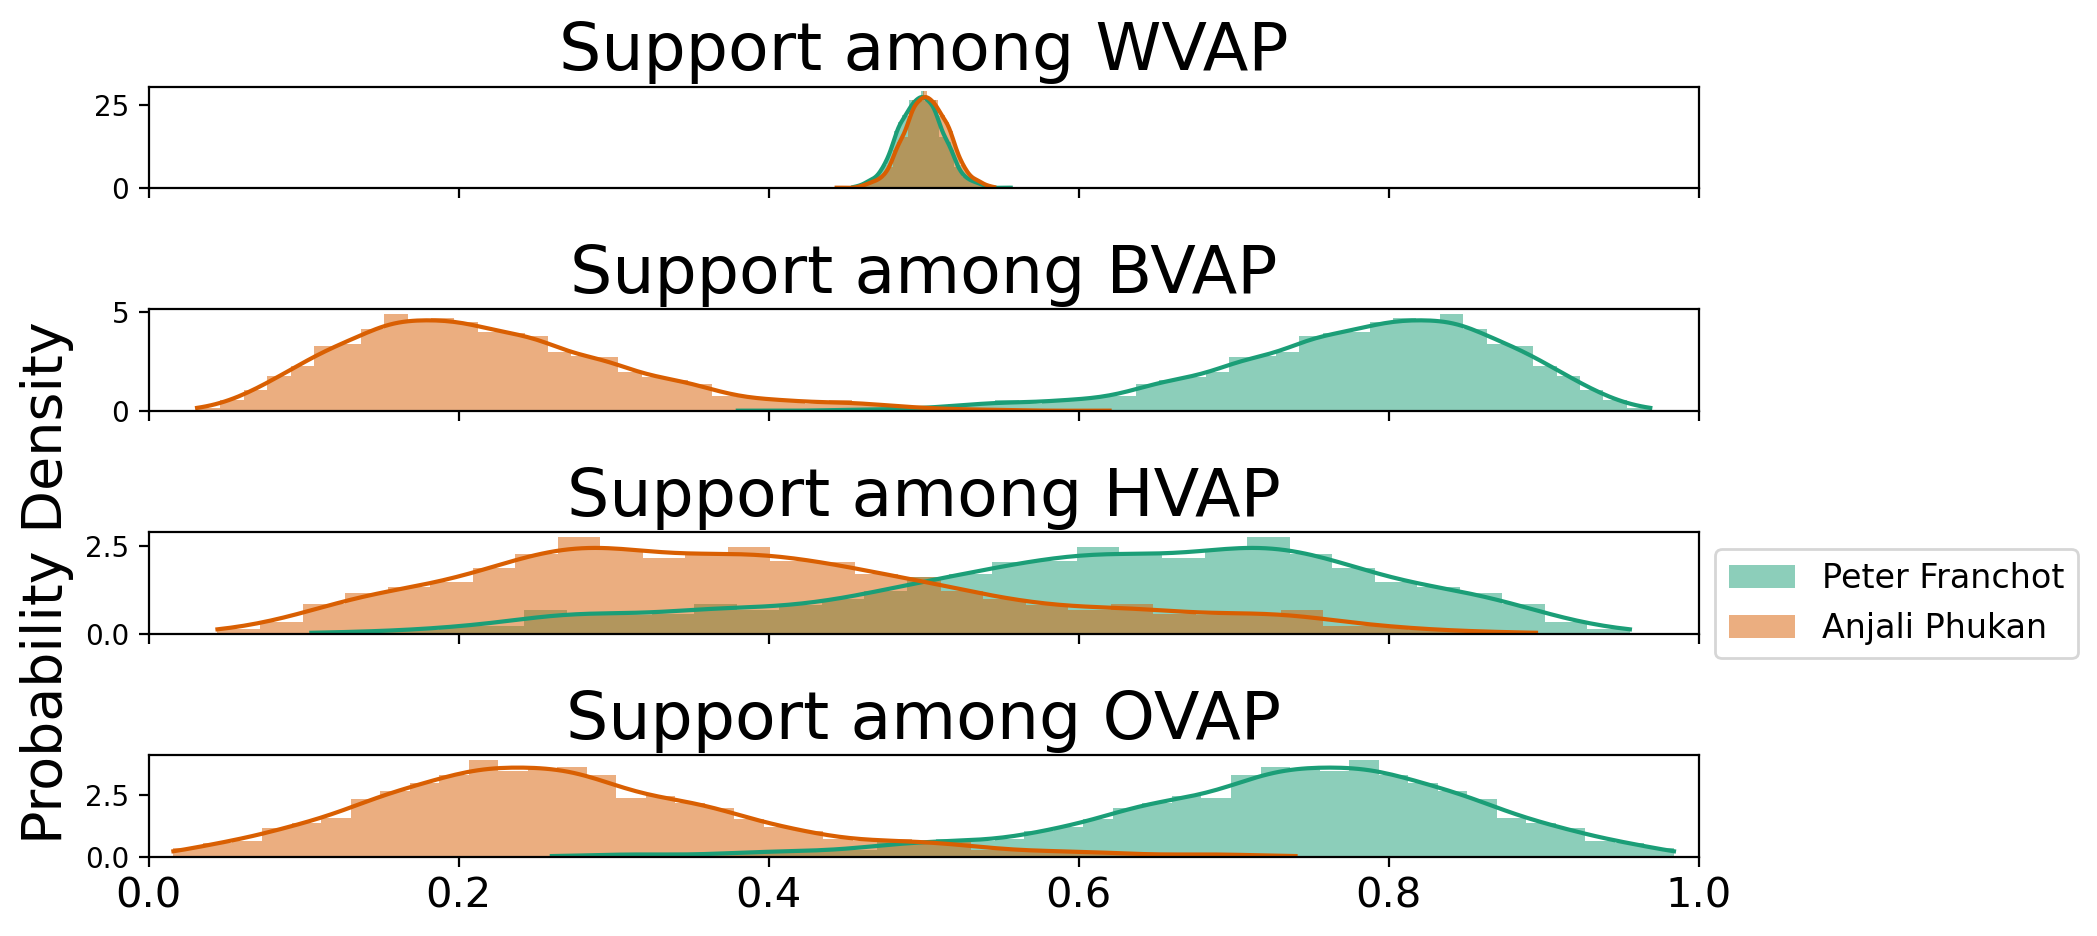 Support among WVAP
25
0
Support among BVAP
5
0
Support among HVAP
2.5
0.0
Support among OVAP
2.5
0.0
0.0 0.2 0.4 0.6 0.8 1.0
Probability Density
Peter Franchot
Anjali Phukan